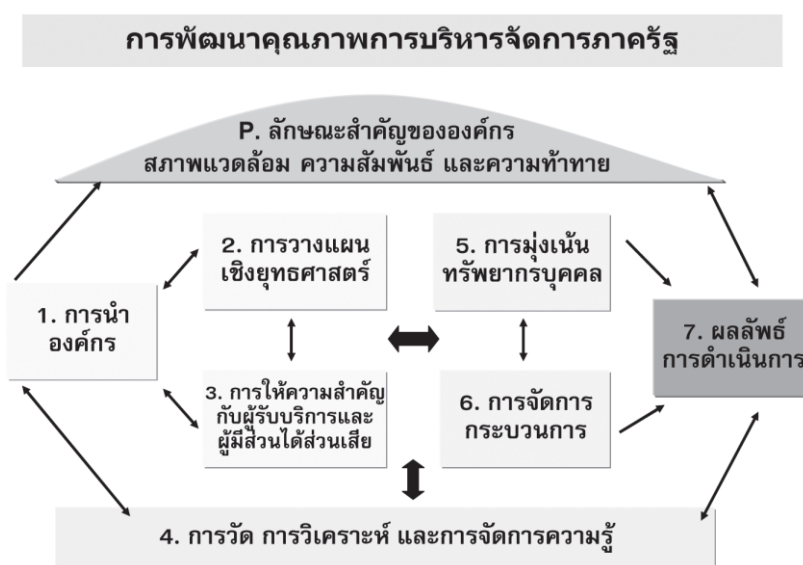 การพัฒนาคุณภาพการบริหารจัดการภาครัฐ
P. ลักษณะสำคัญขององค์กร
สภาพแวดล้อม ความสัมพันธ์ และความท้าทาย
1. การนำ
องค์กร
2. การวางแผน
เชิงยุทธศาสตร์
3. การให้ความสำคัญ
กับผู้รับบริการและ
ผู้มีส่วนได้ส่วนเสีย
5. การมุ่งเน้น
ทรัพยากรบุคคล
6. การจัดการ
กระบวนการ
7. ผลลัพธ์
การดำเนินการ
4. การวัด การวิเคราะห์ และการจัดการความรู้